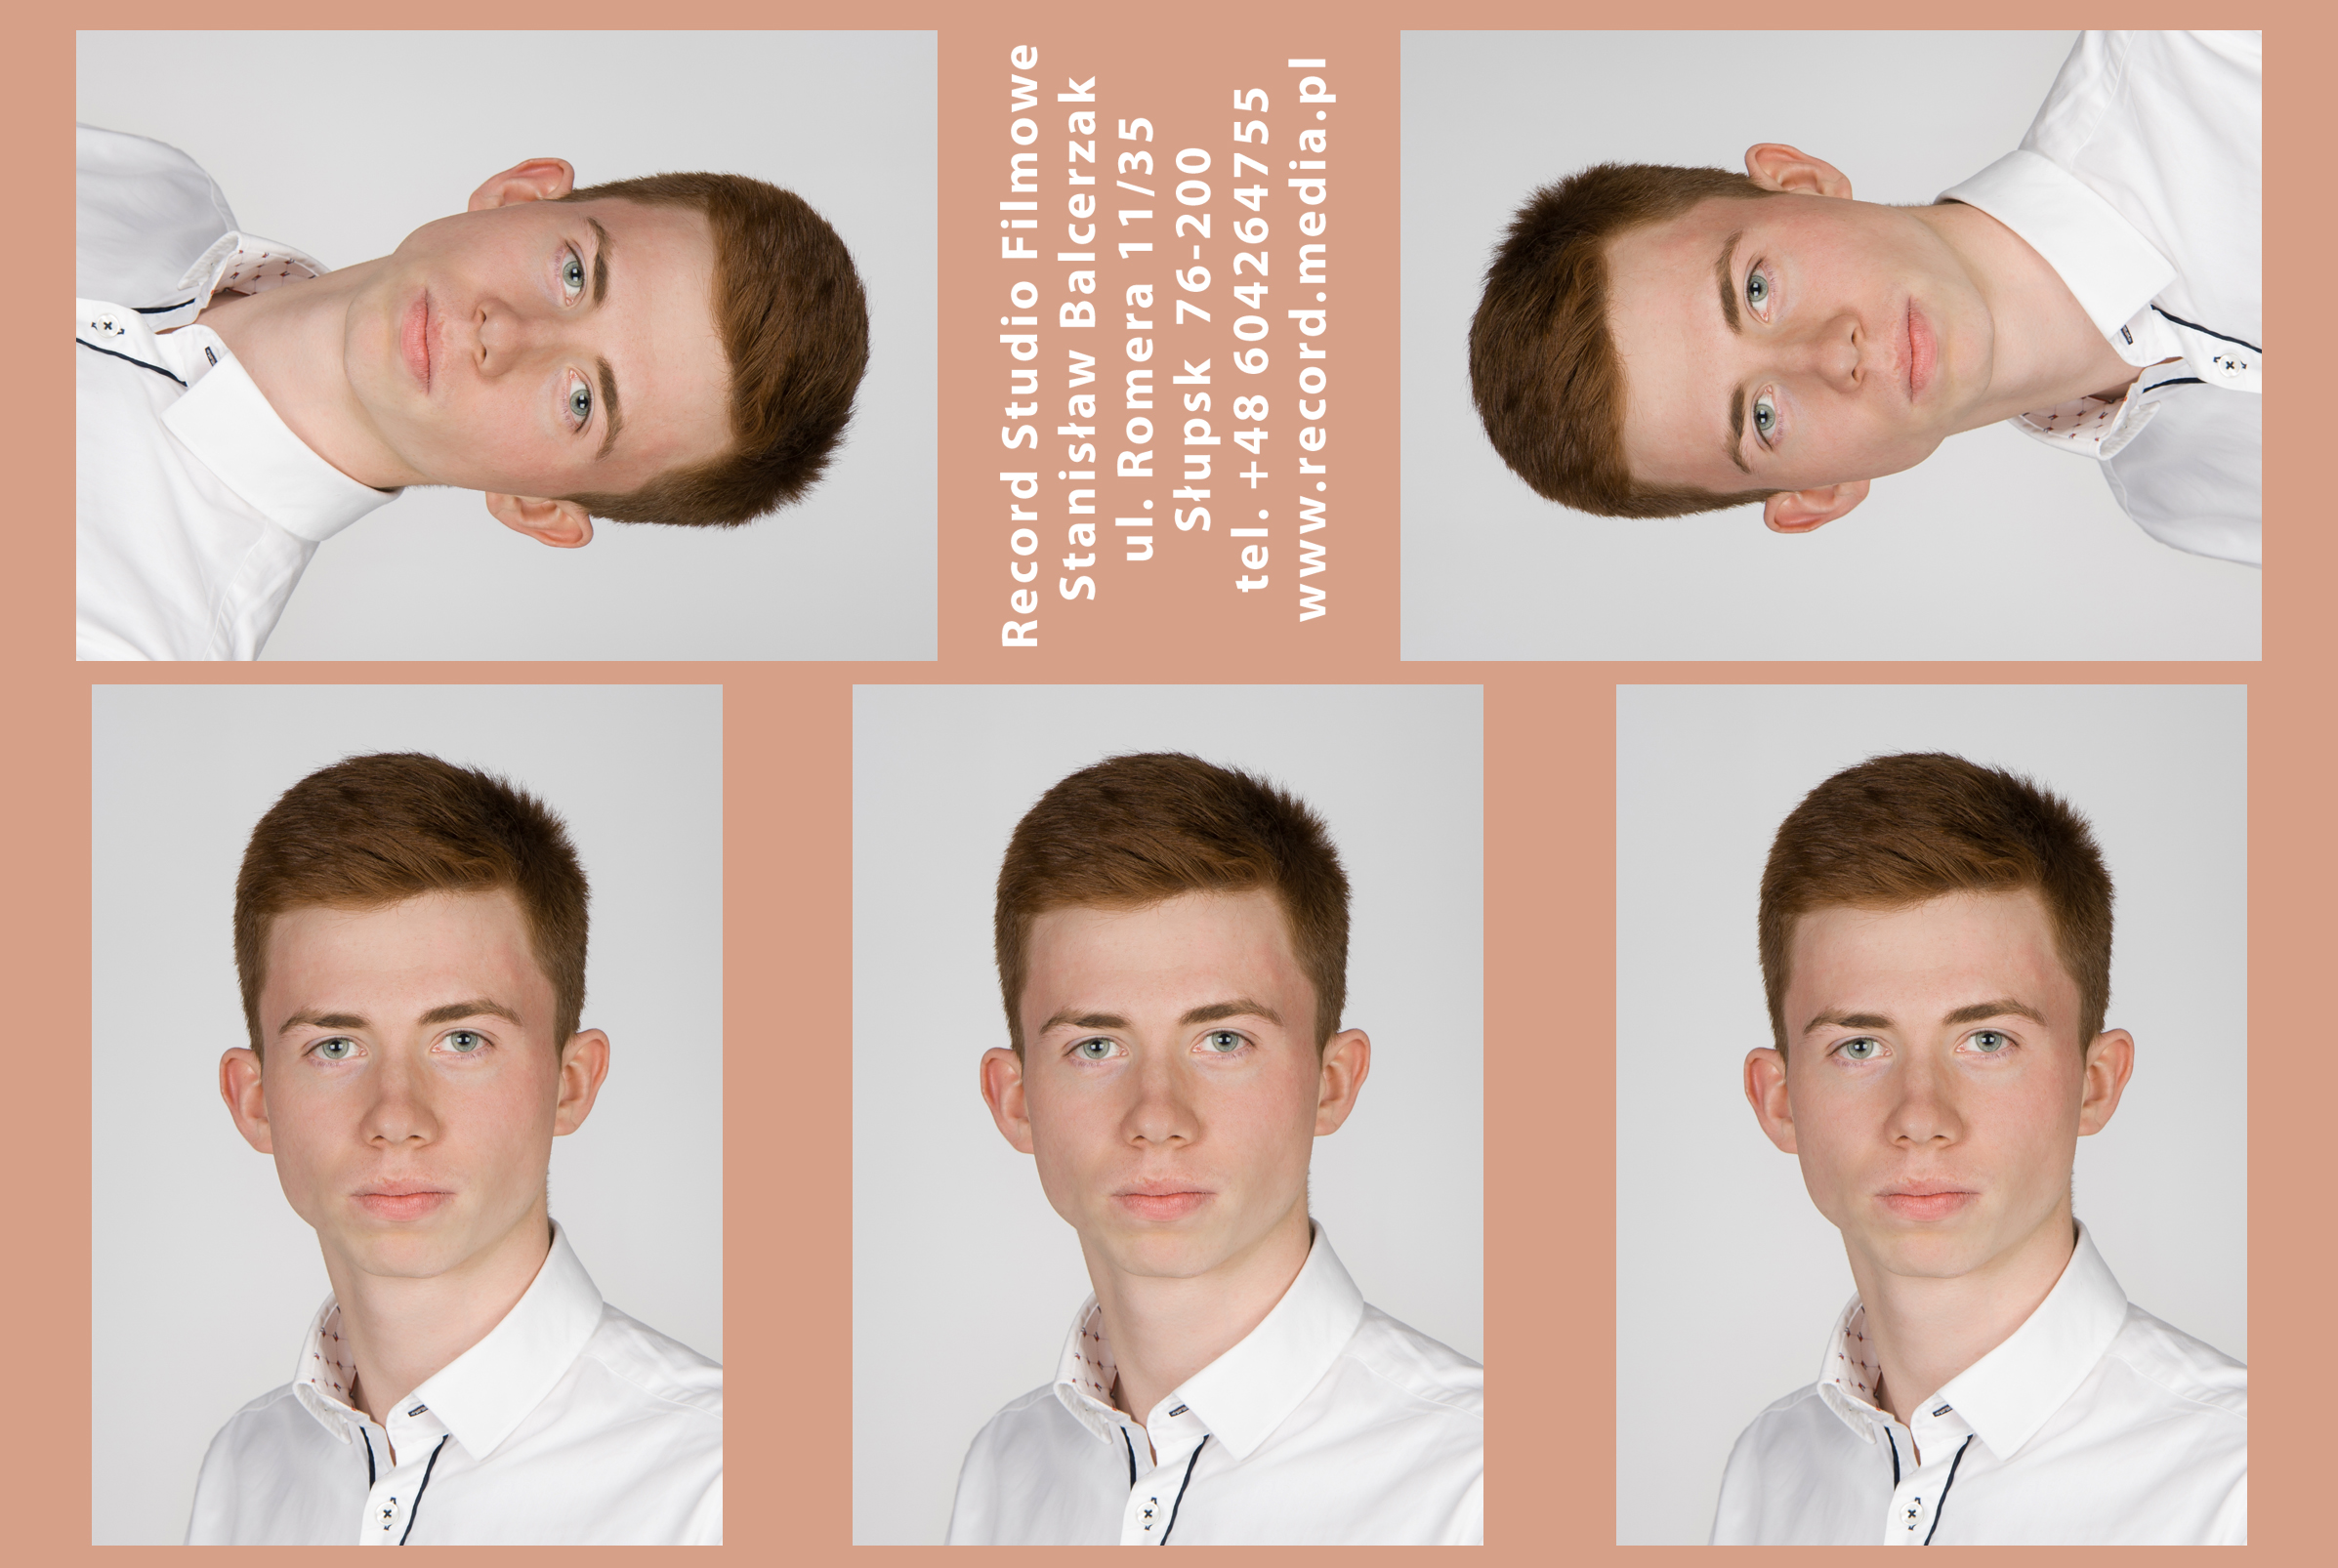 Record Studio Filmowe
Stanisław Balcerzak
ul. Romera 11/35
Słupsk 76-200
tel. +48 604264755
www.record.media.pl